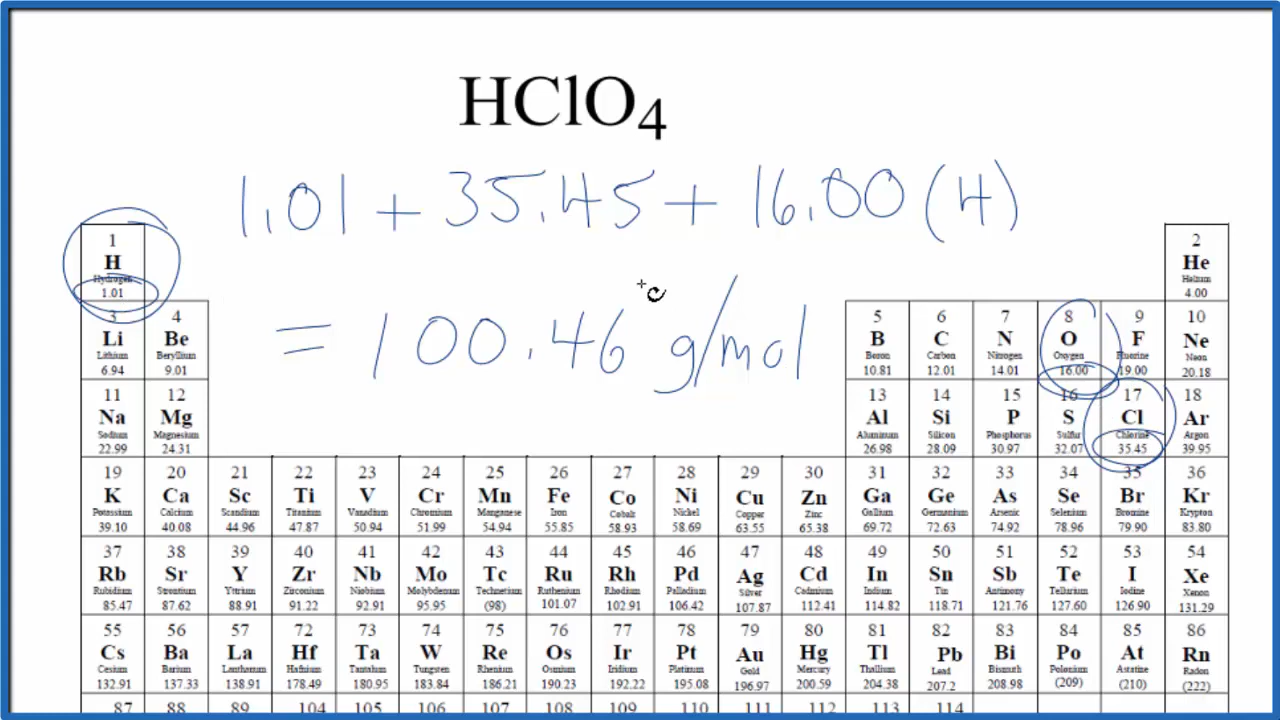 HClO4
1.01 + 35.45 + 16.00 (4)
= 100.46 g/mol
1 2
H He
Hydrogen Helium
1.01 4.00
3 4 5 6 7 8 9 10
Li Be B C N O F Ne
Lithium Beryllium Boron Carbon Nitrogen Oxygen Fluorine Neon
6.94 9.01 10.81 12.01 14.01 16.00 19.00 20.18
11 12 13 14 15 16 17 18
Na Mg Al Si P S Cl Ar
Sodium Magnesium Aluminum Silicon Phosphorus Sulfur Chlorine Argon
22.99 24.31 26.98 28.09 30.97 32.07 35.45 39.95
19 20 21 22 23 24 25 26 27 28 29 30 31 32 33 34 35 36
K Ca Sc Ti V Cr Mn Fe Co Ni Cu Zn Ga Ge As Se Br Kr
Potassium Calcium Scandium Titanium Vanadium Chromium Manganese Iron Cobalt Nickel Copper Zinc Gallium Germanium Arsenic Selenium Bromine Krypton
39.10 40.08 44.96 47.87 50.94 51.99 54.94 55.85 58.93 58.69 63.55 65.38 69.72 72.63 74.92 78.96 79.90 83.80
37 38 39 40 41 42 43 44 45 46 47 48 49 50 51 52 53 54
Rb Sr Y Zr Nb Mo Tc Ru Rh Pd Ag Cd In Sn Sb Te I Xe
Rubidium Strontium Yttrium Zirconium Niobium Molybdenum Technetium Ruthenium Rhodium Palladium Silver Cadmium Indium Tin Antimony Tellurium Iodine Xenon
85.47 87.62 88.91 91.22 92.91 95.95 (98) 101.07 102.91 106.42 107.87 112.41 114.82 118.71 121.76 127.60 126.90 131.29
55 56 57 72 73 74 75 76 77 78 79 80 81 82 83 84 85 86
Cs Ba La Hf Ta W Re Os Ir Pt Au Hg Tl Pb Bi Po At Rn
Cesium Barium Lanthanum Hafnium Tantalum Tungsten Rhenium Osmium Iridium Platinum Gold Mercury Thallium Lead Bismuth Polonium Astatine Radon
132.91 137.33 138.91 178.49 180.95 183.84 186.21 190.23 192.22 195.08 196.97 200.59 204.38 207.2 208.98 (209) (210) (222)
87 88 89 104 105 106 107 108 109 110 111 112 113 114